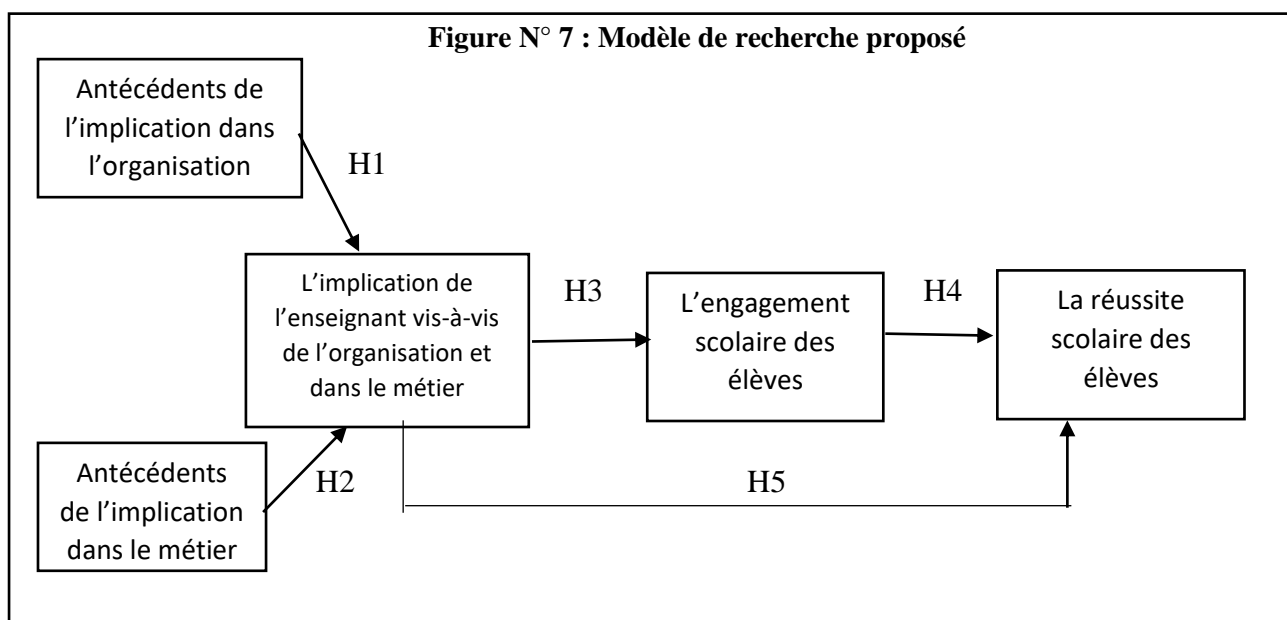 Figure N° 7 : Modèle de recherche proposé
Antécédents de
l’implication dans
l’organisation
H1
L’implication de
l’enseignant vis-à-vis
de l’organisation et
dans le métier
H3
L’engagement
scolaire des
élèves
H4
La réussite
scolaire des
élèves
Antécédents
de l’implication
dans le métier
H2
H5